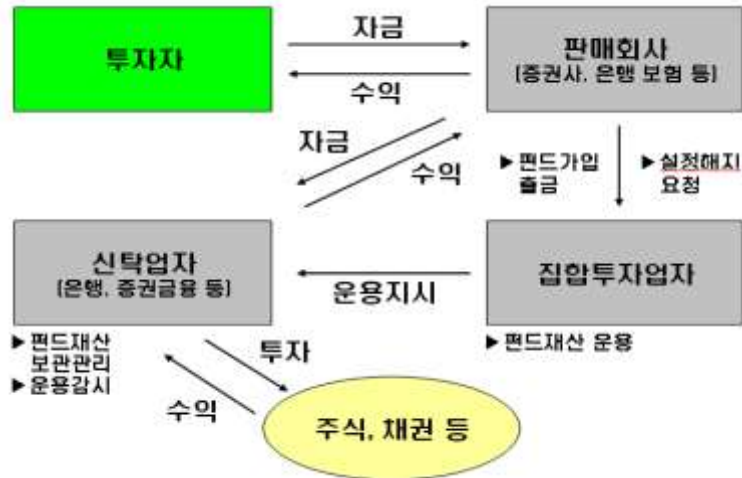 자금
투자자
판매회사
(증권사, 은행 보험 등)
수익
자금
수익
▶펀드가입
출금
▶설정해지
요청
신탁업자
(은행, 증권금융 등)
운용지시
집합투자업자
▶펀드재산
보관관리
▶운용감시
투자
▶펀드재산 운용
수익
주식, 채권 등